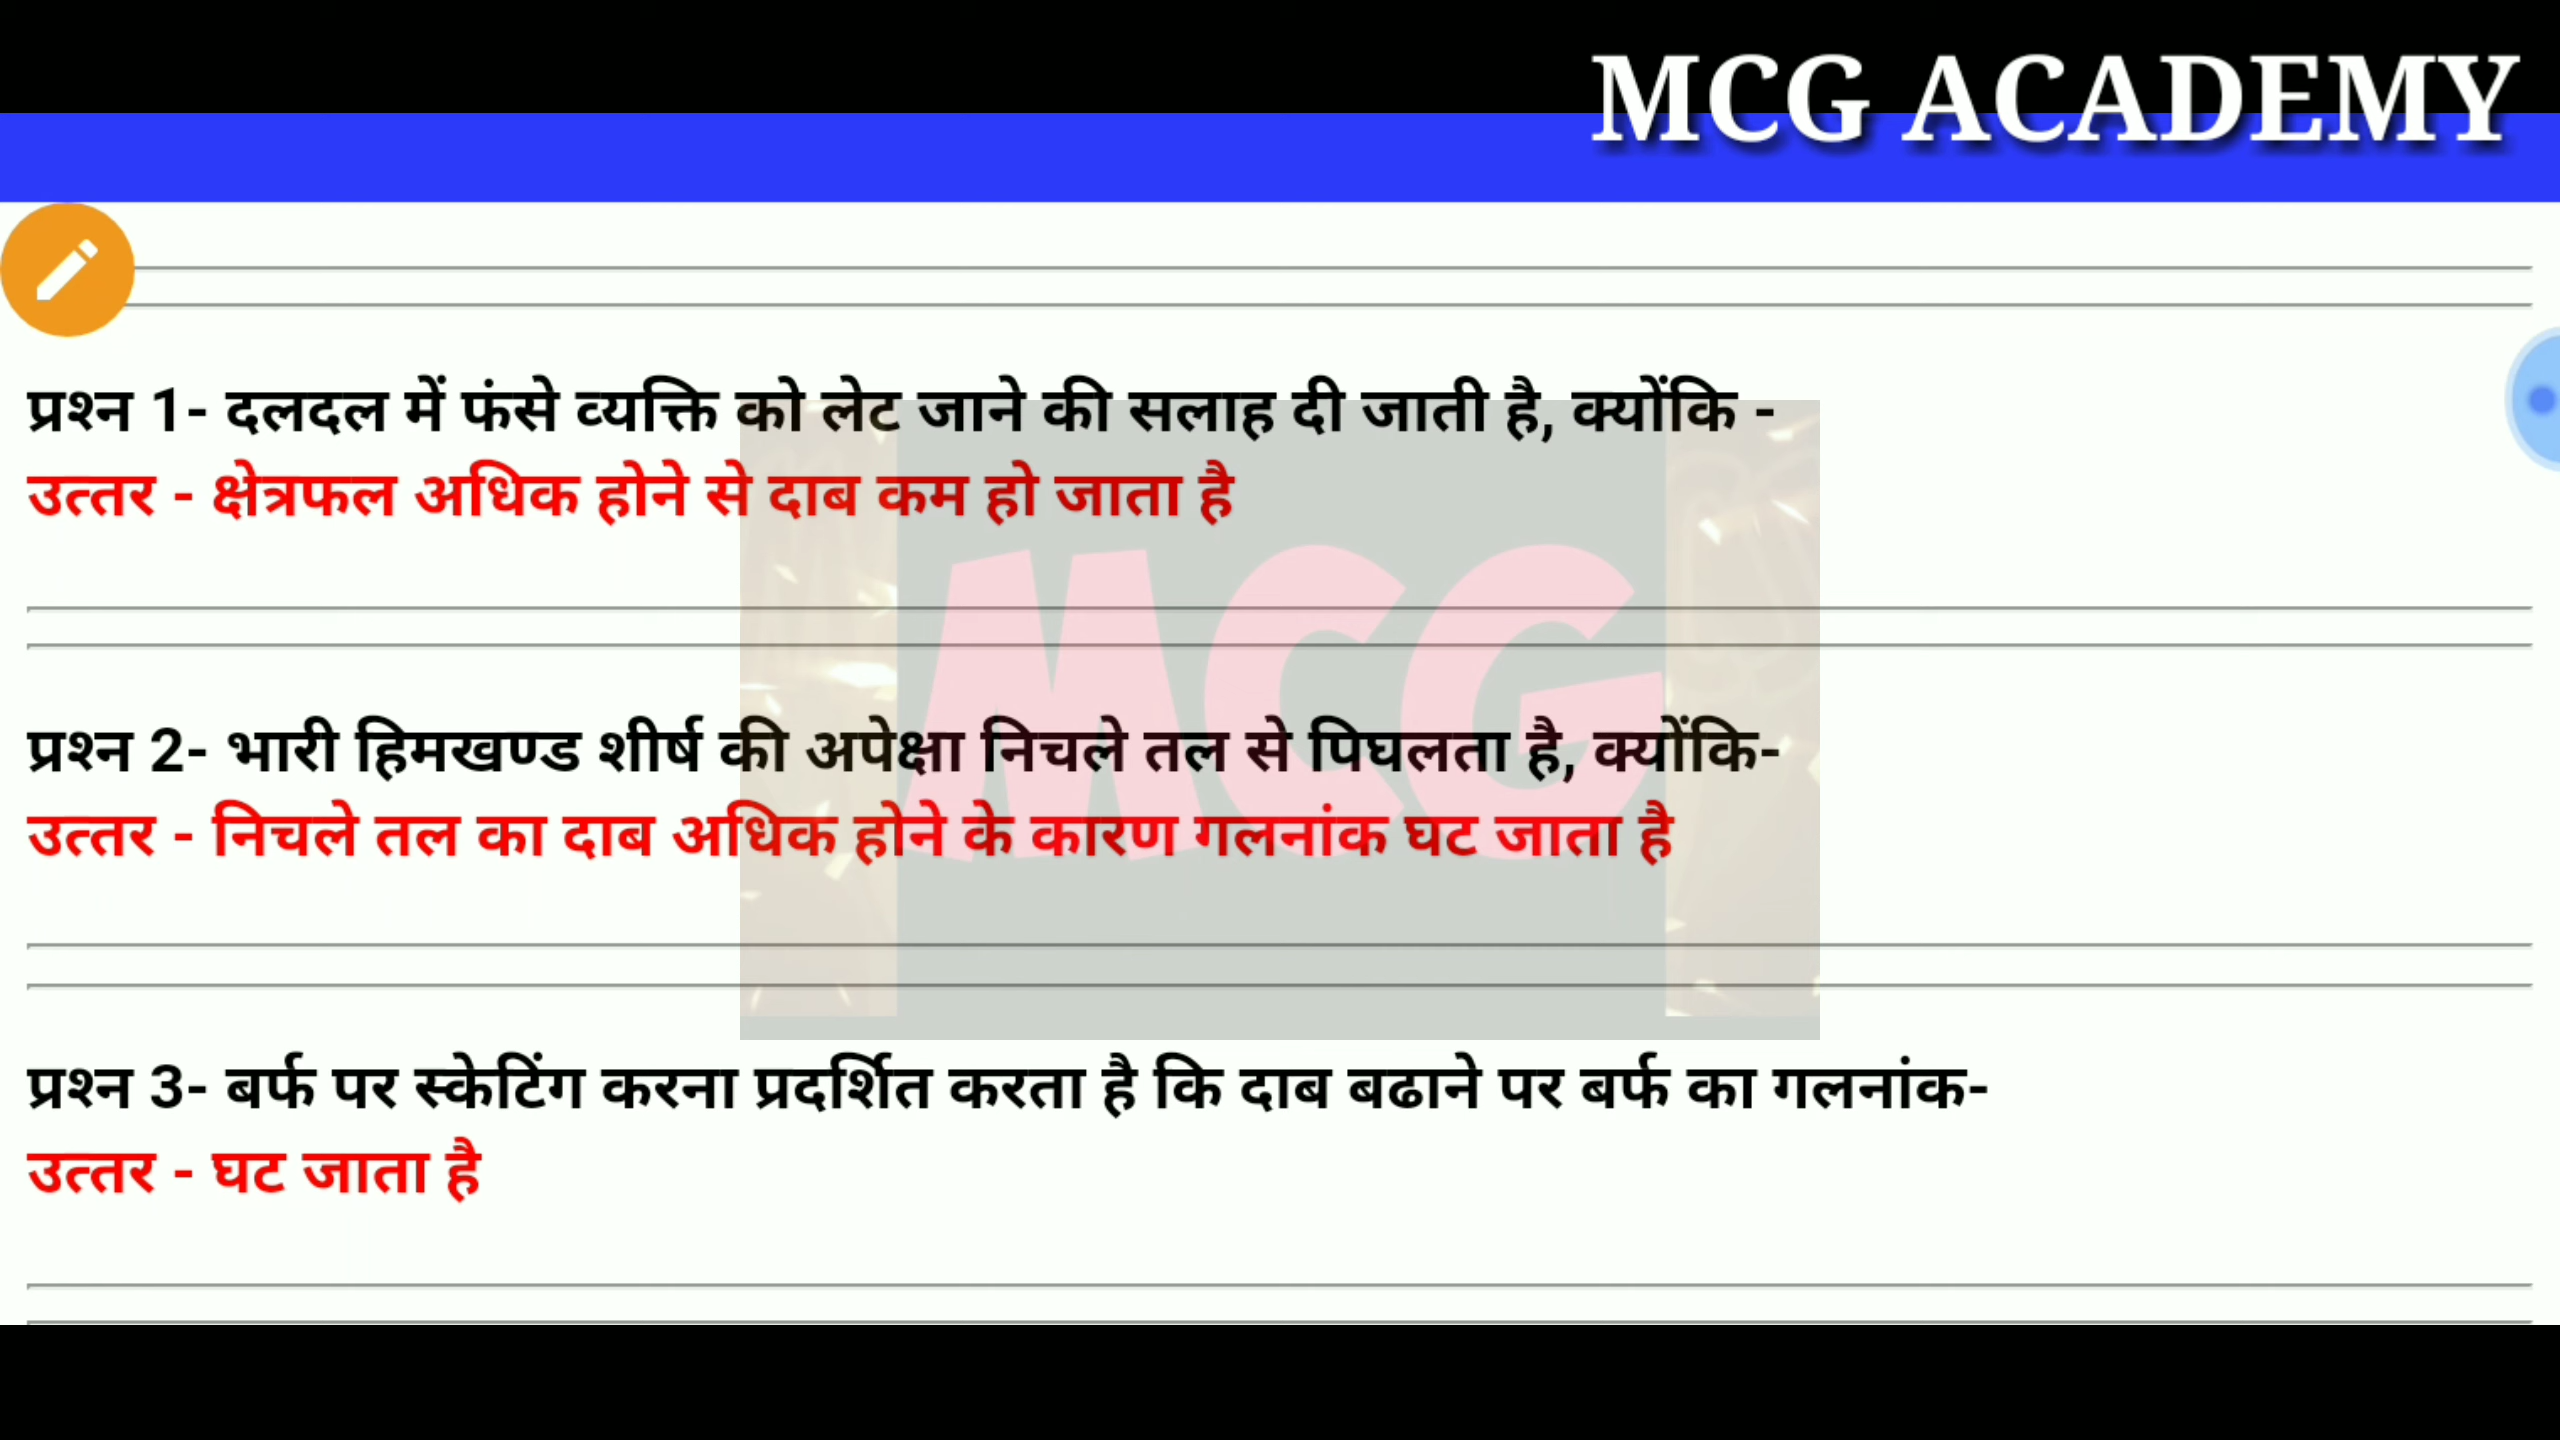 MCG ACADEMY
प्रश्न 1- दलदल में फंसे व्यक्ति को लेट जाने की सलाह दी जाती है, क्योंकि -
उत्तर - क्षेत्रफल अधिक होने से दाब कम हो जाता है
MCG
प्रश्न 2- भारी हिमखण्ड शीर्ष की अपेक्षा निचले तल से पिघलता है, क्योंकि-
उत्तर - निचले तल का दाब अधिक होने के कारण गलनांक घट जाता है
प्रश्न 3- बर्फ पर स्केटिंग करना प्रदर्शित करता है कि दाब बढाने पर बर्फ का गलनांक-
उत्तर - घट जाता है